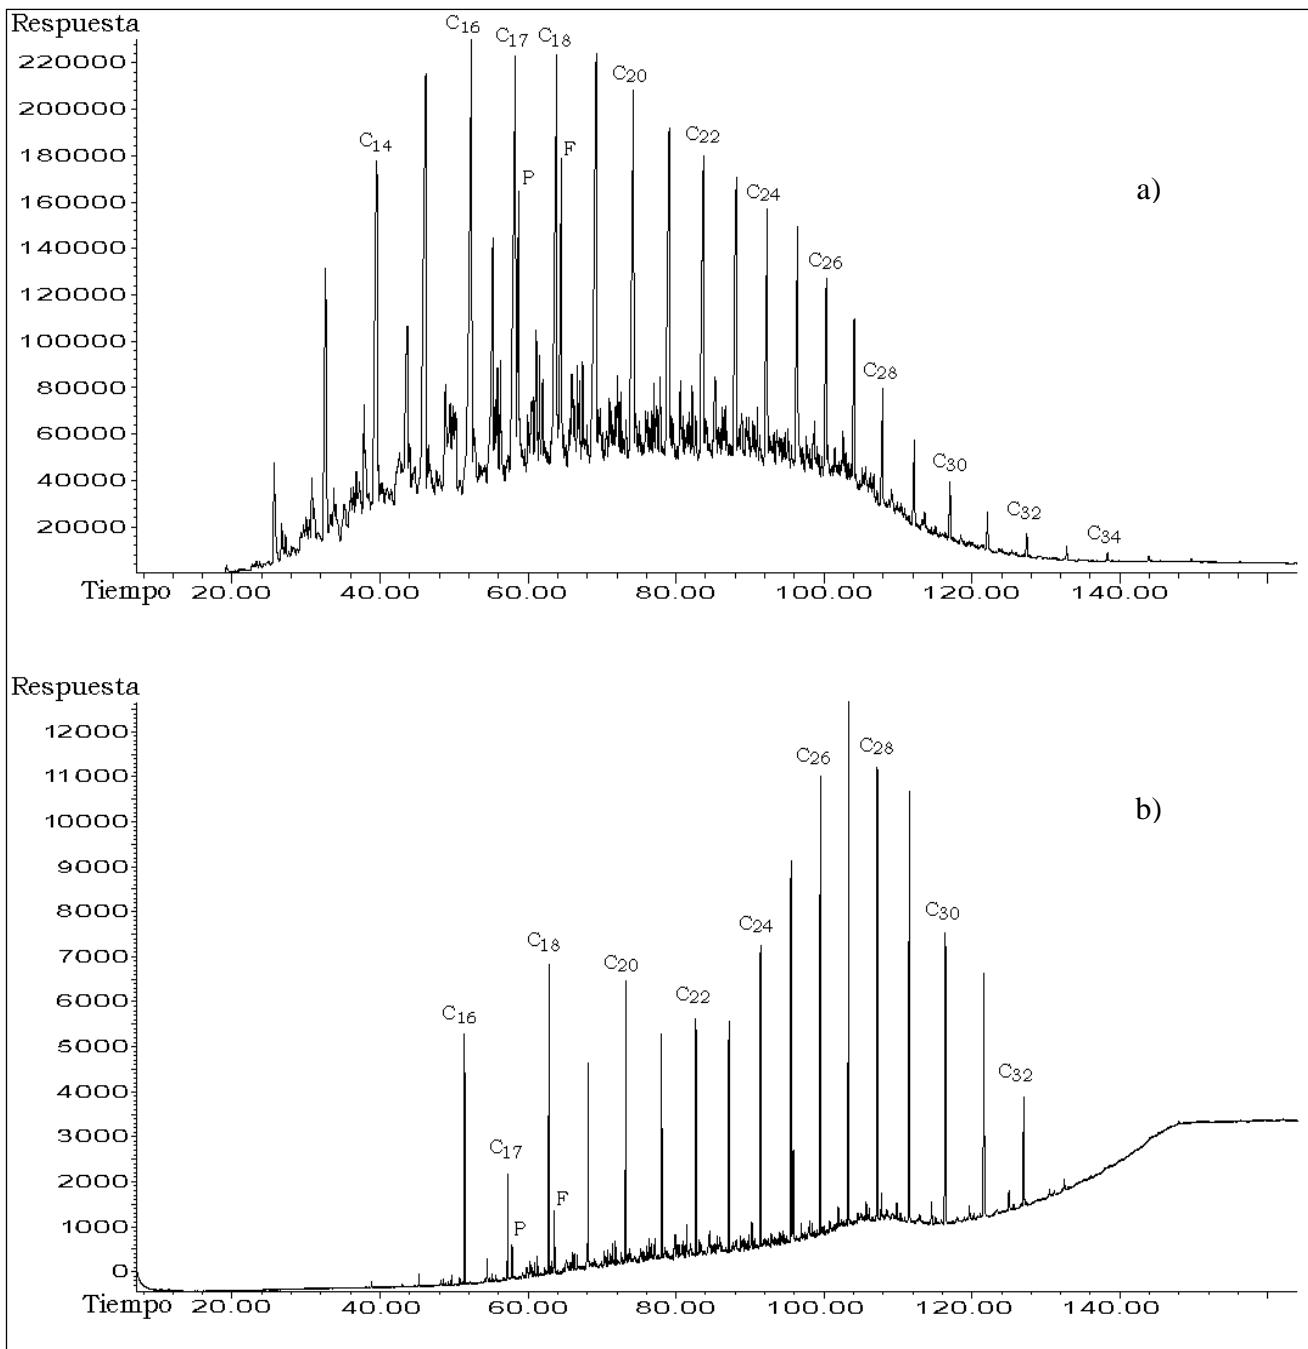 Respuesta
C16
C17
C18
220000
C20
200000
180000
C14
F
C22
P
C24
a)
160000
140000
C26
120000
100000
C28
80000
60000
C30
40000
C32
C34
20000
Tiempo 20.00 40.00 60.00 80.00 100.00 120.00 140.00
Respuesta
12000
C26
C28
11000
b)
10000
9000
8000
C18
C24
C30
7000
C20
C22
6000
C16
5000
C32
4000
3000
C17
2000
P
F
1000
0
Tiempo 20.00 40.00 60.00 80.00 100.00 120.00 140.00